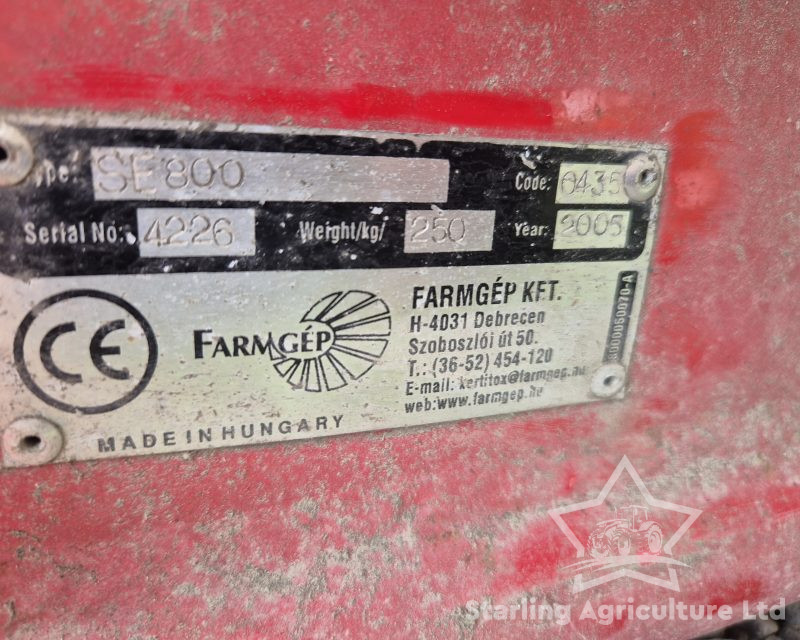 Type: SE800
Code: 6435
Serial No: 4226 Weight/kg/ 250 Year: 2005
CE
FARMGÉP
FARMGÉP KFT.
H-4031 Debrecen
Szoboszlói út 50.
T.: (36-52) 454-120
E-mail: kertitox@farmgep.hu
web:www.farmgep.hu
MADE IN HUNGARY
Starling Agriculture Ltd